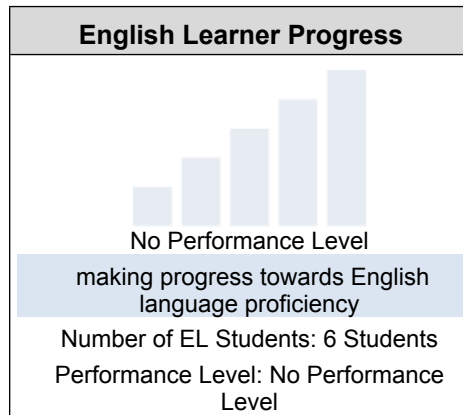 English Learner Progress
No Performance Level
making progress towards English
language proficiency
Number of EL Students: 6 Students
Performance Level: No Performance
Level